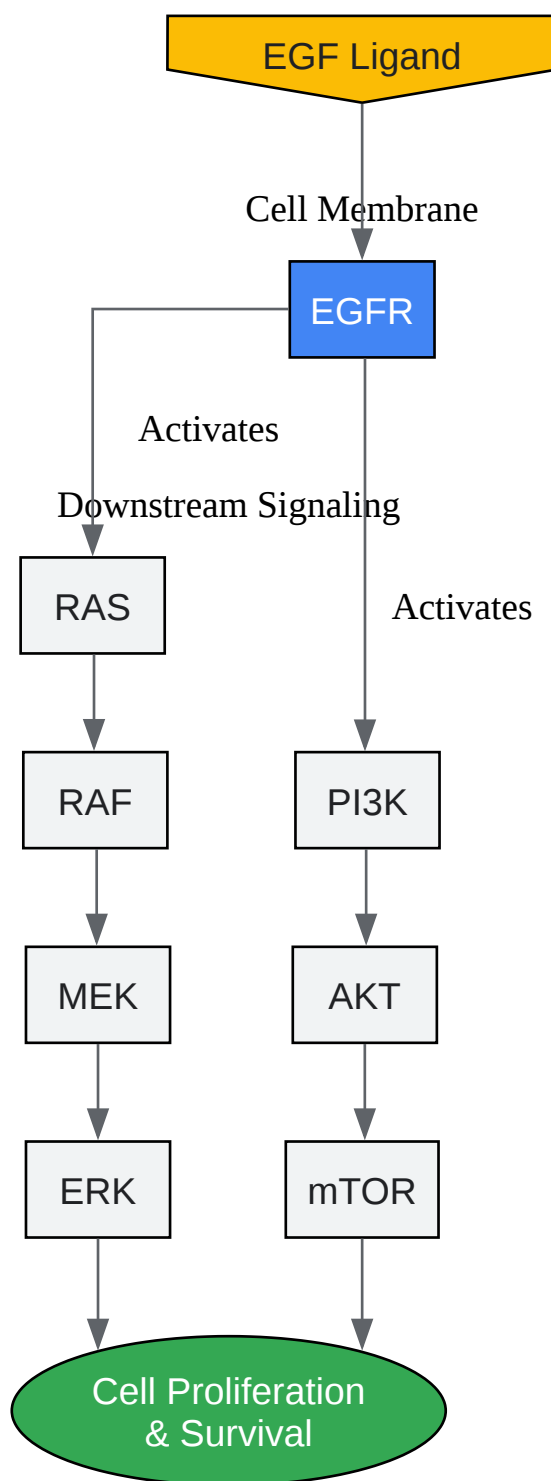 EGF Ligand
Cell Membrane
EGFR
Activates
Downstream Signaling
RAS
Activates
RAF
PI3K
MEK
AKT
ERK
mTOR
Cell Proliferation
& Survival